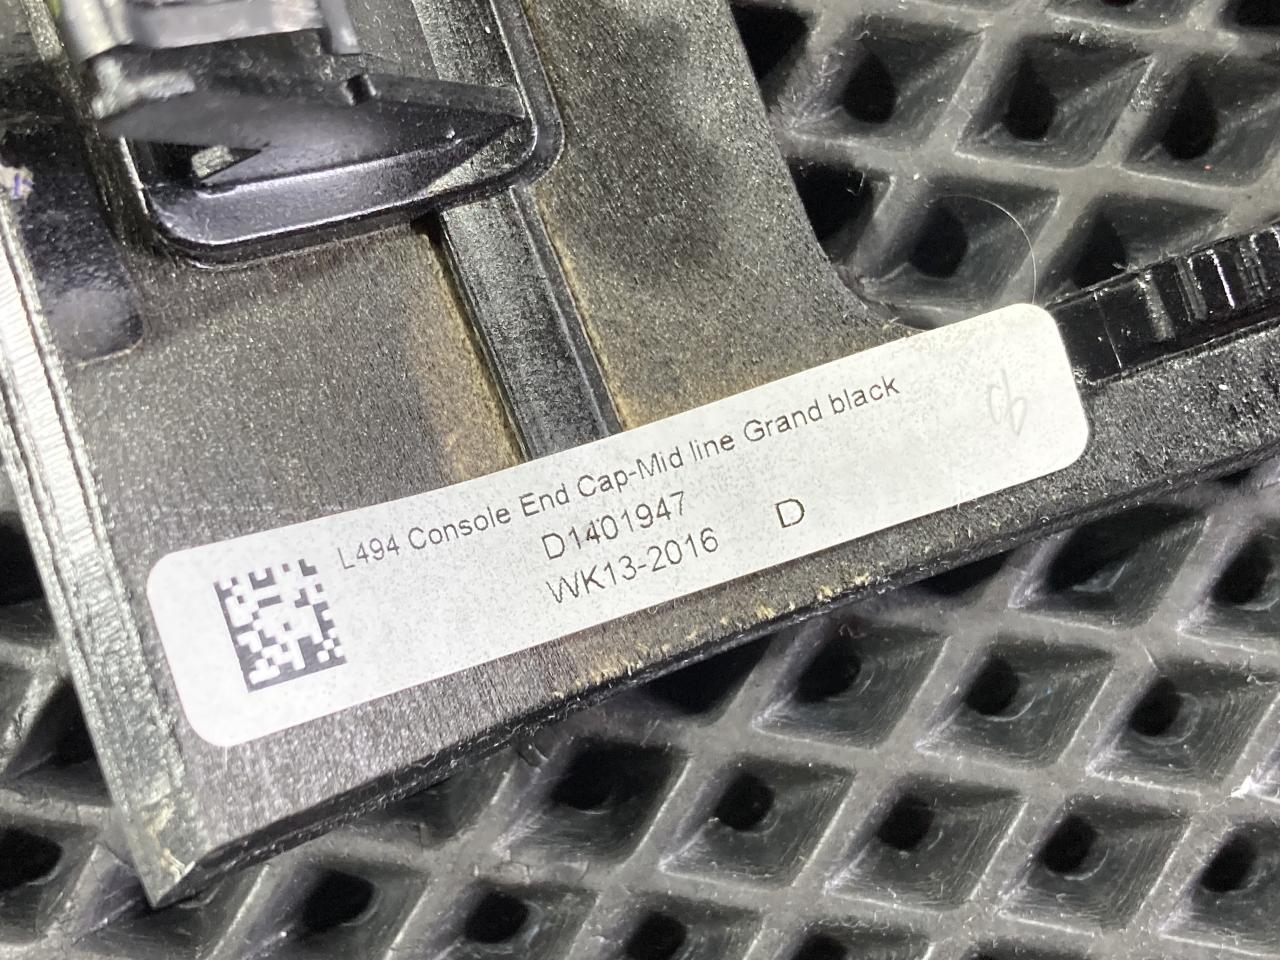 L494 Console End Cap-Mid line Grand black
D1401947
WK13-2016 D